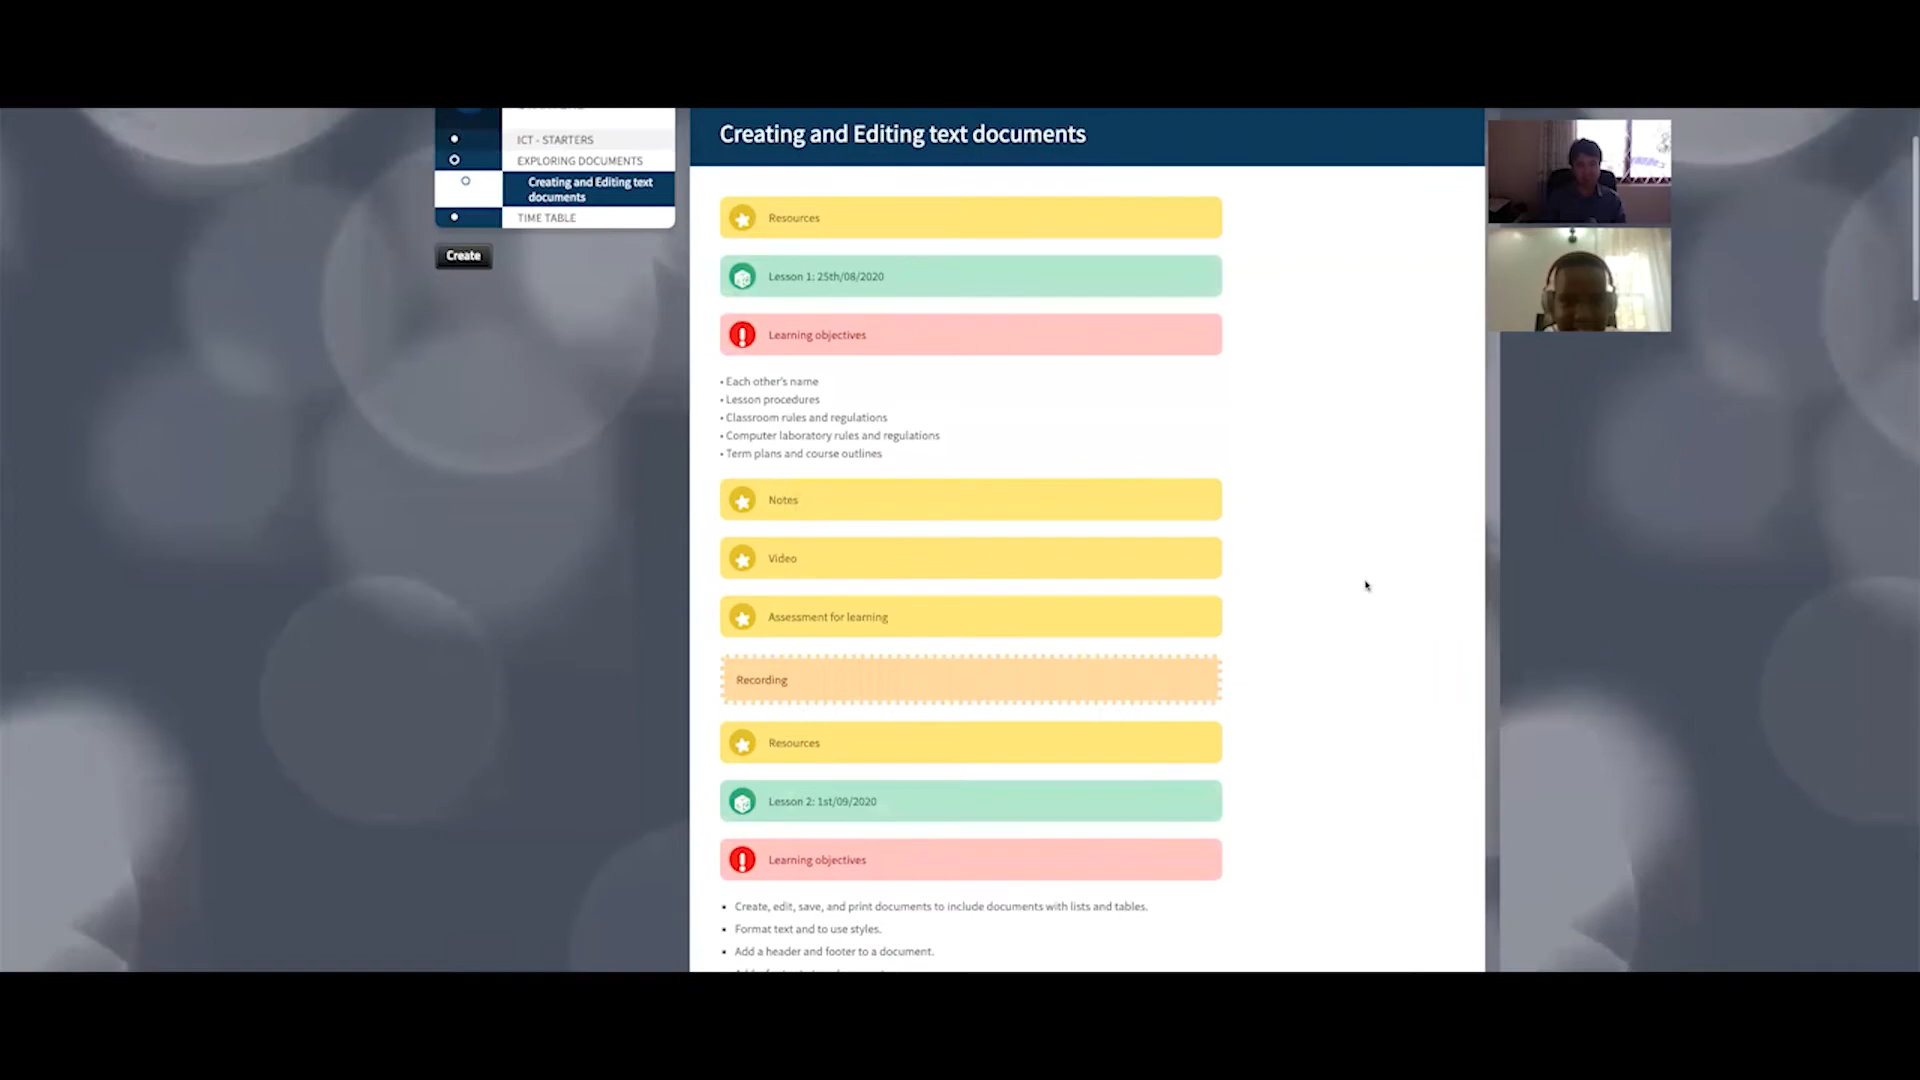 ICT - STARTERS
EXPLORING DOCUMENTS
Creating and Editing text
documents
TIME TABLE
Create
Creating and Editing text documents
Resources
Lesson 1: 25th/08/2020
Learning objectives
• Each other's name
• Lesson procedures
• Classroom rules and regulations
• Computer laboratory rules and regulations
• Term plans and course outlines
Notes
Video
Assessment for learning
Recording
Resources
Lesson 2: 1st/09/2020
Learning objectives
▪ Create, edit, save, and print documents to include documents with lists and tables.
▪ Format text and to use styles.
▪ Add a header and footer to a document.